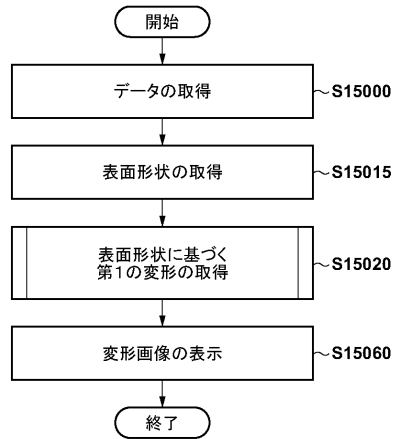 開始
データの取得
S15000
表面形状の取得
S15015
表面形状に基づく
第1の変形の取得
S15020
変形画像の表示
S15060
終了